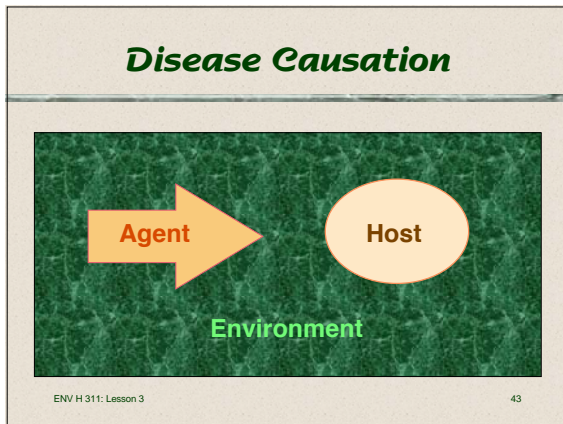 Disease Causation
Agent
Host
Environment
ENV H 311: Lesson 3
43